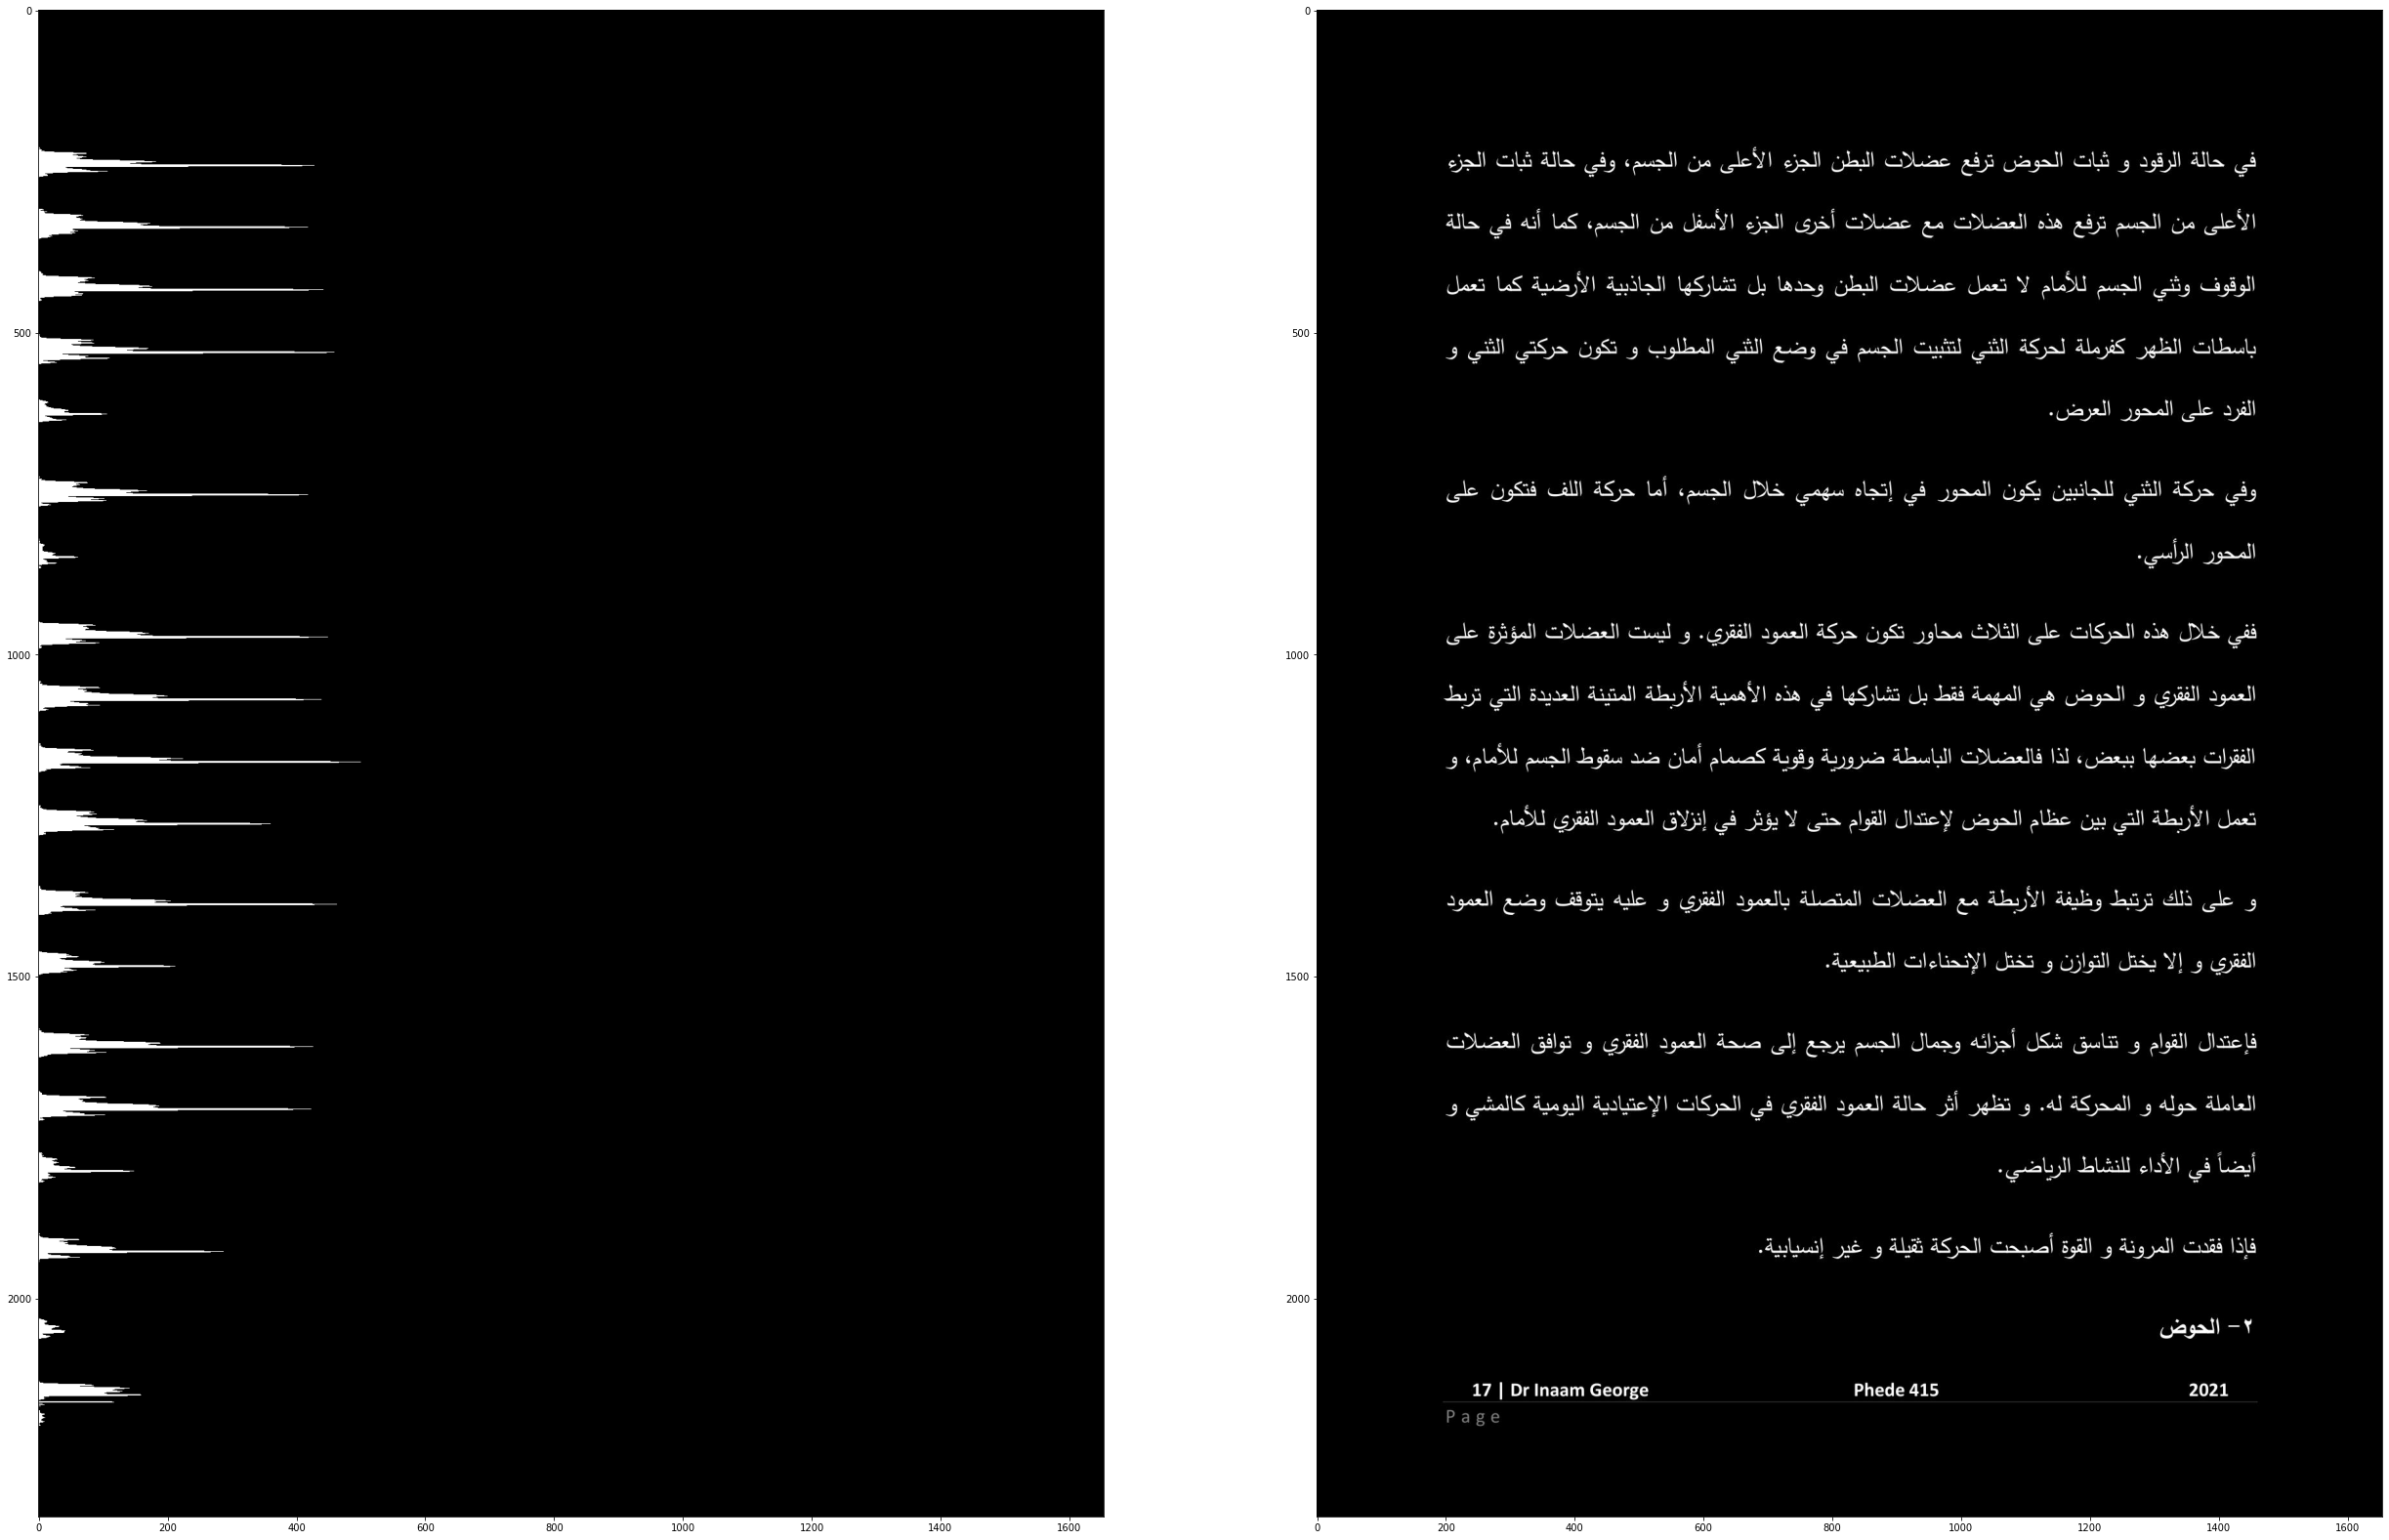 0
500
1000
1500
2000
0 200 400 600 800 1000 1200 1400 1600
0
500
1000
1500
2000
0 200 400 600 800 1000 1200 1400 1600
في حالة الرقود و ثبات الحوض ترفع عضلات البطن الجزء الأعلى من الجسم، وفي حالة ثبات الجزء
الأعلى من الجسم ترفع هذه العضلات مع عضلات أخرى الجزء الأسفل من الجسم، كما أنه في حالة
الوقوف وثني الجسم للأمام لا تعمل عضلات البطن وحدها بل تشاركها الجاذبية الأرضية كما تعمل
باسطات الظهر كفرملة لحركة الثني لتثبيت الجسم في وضع الثني المطلوب و تكون حركتي الثني و
الفرد على المحور العرض.
وفي حركة الثني للجانبين يكون المحور في إتجاه سهمي خلال الجسم، أما حركة اللف فتكون على
المحور الرأسي.
ففي خلال هذه الحركات على الثلاث محاور تكون حركة العمود الفقري. و ليست العضلات المؤثرة على
العمود الفقري و الحوض هي المهمة فقط بل تشاركها في هذه الأهمية الأربطة المتينة العديدة التي تربط
الفقرات بعضها ببعض، لذا فالعضلات الباسطة ضرورية وقوية كصمام أمان ضد سقوط الجسم للأمام، و
تعمل الأربطة التي بين عظام الحوض لإعتدال القوام حتى لا يؤثر في إنزلاق العمود الفقري للأمام.
و على ذلك ترتبط وظيفة الأربطة مع العضلات المتصلة بالعمود الفقري و عليه يتوقف وضع العمود
الفقري و إلا يختل التوازن و تختل الإنحناءات الطبيعية.
فإعتدال القوام و تناسق شكل أجزائه وجمال الجسم يرجع إلى صحة العمود الفقري و توافق العضلات
العاملة حوله و المحركة له. و تظهر أثر حالة العمود الفقري في الحركات الإعتيادية اليومية كالمشي و
أيضاً في الأداء للنشاط الرياضي.
فإذا فقدت المرونة و القوة أصبحت الحركة ثقيلة و غير إنسيابية.
٢- الحوض
17 | Dr Inaam George Phede 415 2021
Page